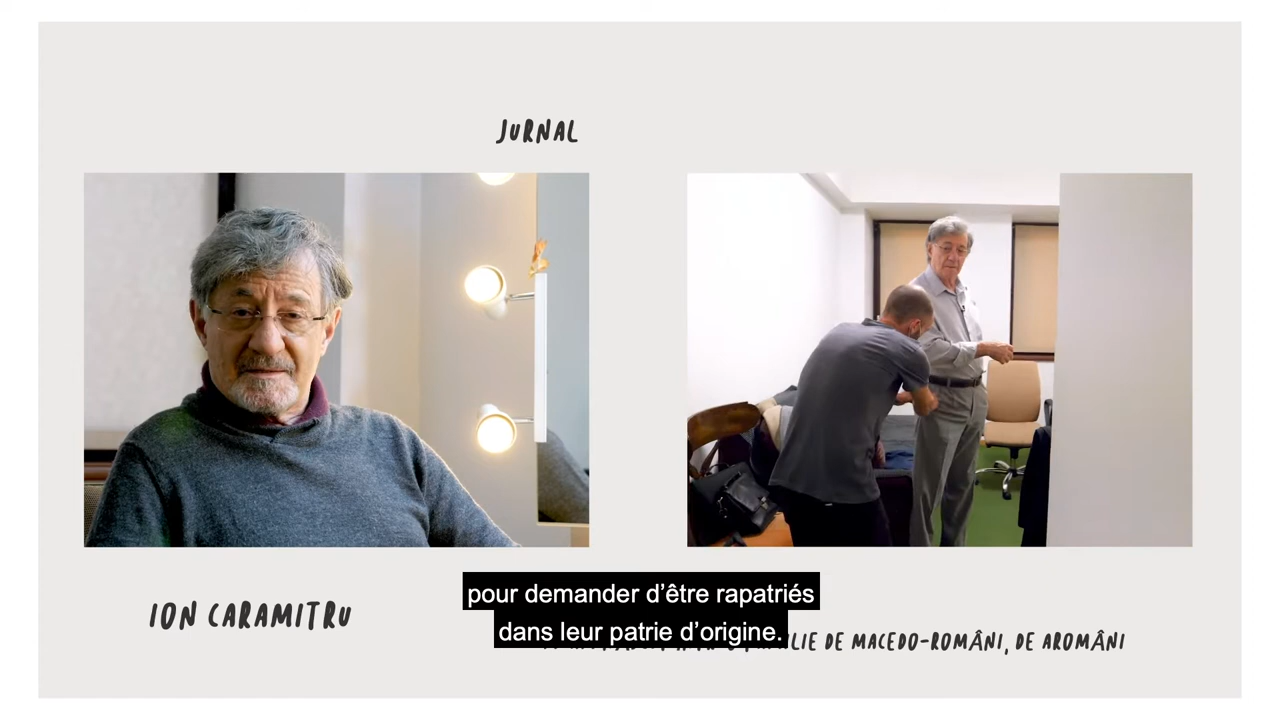 JURNAL
ION CARAMITRU
pour demander d’être rapatriés
dans leur patrie d’origine.
DE MACEDO-ROMÂNI, DE AROMÂNI